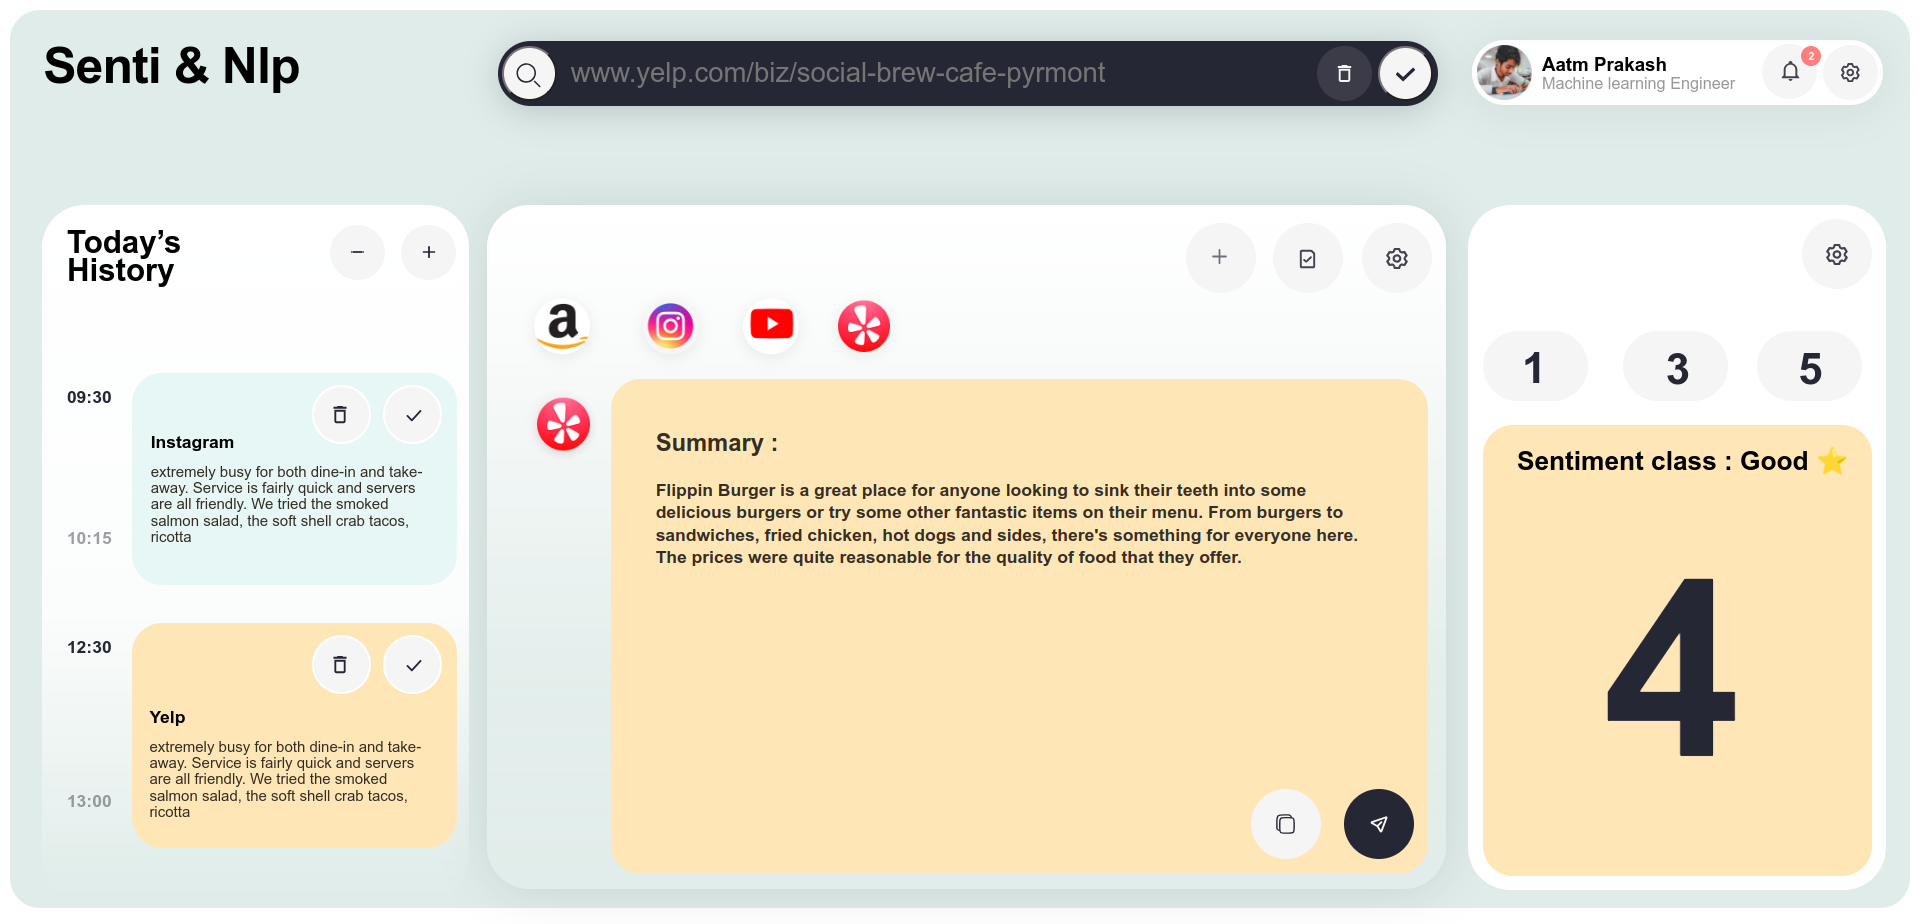 Senti & Nlp
www.yelp.com/biz/social-brew-cafe-pyrmont
Aatm Prakash
Machine learning Engineer
2
Today’s
History
09:30
Instagram
extremely busy for both dine-in and take-
away. Service is fairly quick and servers
are all friendly. We tried the smoked
salmon salad, the soft shell crab tacos,
ricotta
10:15
12:30
Yelp
extremely busy for both dine-in and take-
away. Service is fairly quick and servers
are all friendly. We tried the smoked
salmon salad, the soft shell crab tacos,
ricotta
13:00
a
Summary :
Flippin Burger is a great place for anyone looking to sink their teeth into some
delicious burgers or try some other fantastic items on their menu. From burgers to
sandwiches, fried chicken, hot dogs and sides, there's something for everyone here.
The prices were quite reasonable for the quality of food that they offer.
1 3 5
Sentiment class : Good ⭐
4